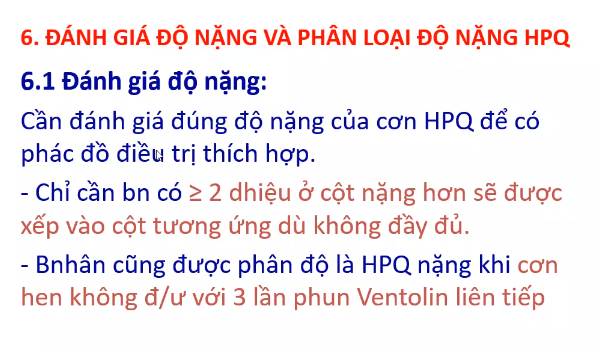 6. ĐÁNH GIÁ ĐỘ NẶNG VÀ PHÂN LOẠI ĐỘ NẶNG HPQ
6.1 Đánh giá độ nặng:
Cần đánh giá đúng độ nặng của cơn HPQ để có
phác đồ điều trị thích hợp.
- Chỉ cần bn có ≥ 2 dhiệu ở cột nặng hơn sẽ được
xếp vào cột tương ứng dù không đầy đủ.
- Bnhân cũng được phân độ là HPQ nặng khi cơn
hen không đ/ư với 3 lần phun Ventolin liên tiếp